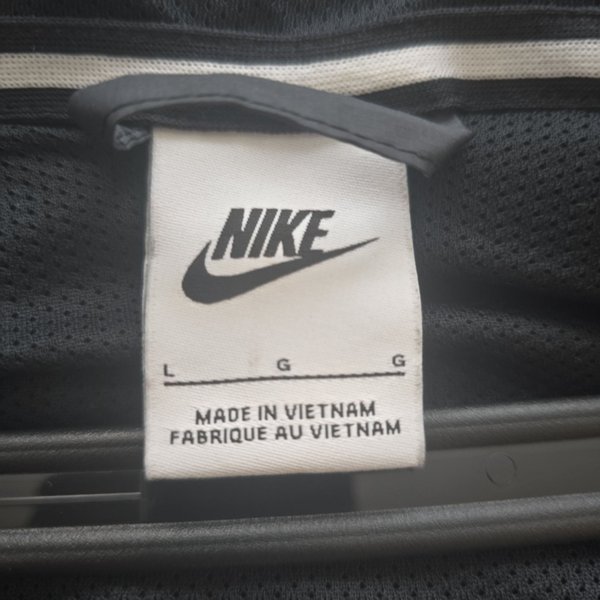 NIKE
L G G
MADE IN VIETNAM
FABRIQUE AU VIETNAM